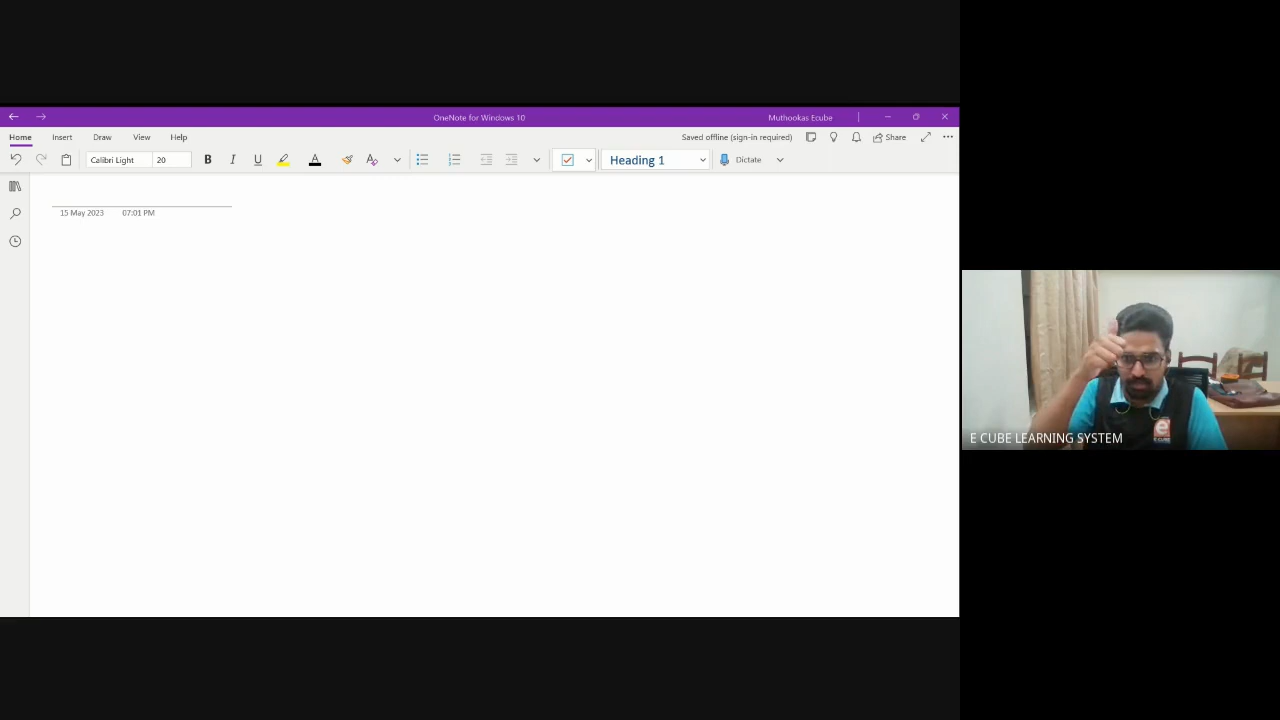 OneNote for Windows 10
Muthookas Ecube
Home Insert Draw View Help
Saved offline (sign-in required)
Share
Calibri Light 20
B I U A
Heading 1
Dictate
15 May 2023 07:01 PM
e
E CUBE
E CUBE LEARNING SYSTEM